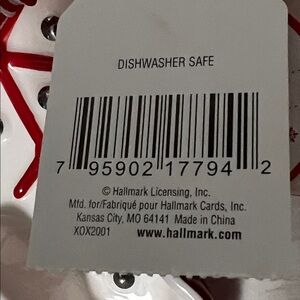 DISHWASHER SAFE
7 95902 17794 2
© Hallmark Licensing, Inc.
Mfd. for/Fabriqué pour Hallmark Cards, Inc.
Kansas City, MO 64141 Made in China
XOX2001 www.hallmark.com